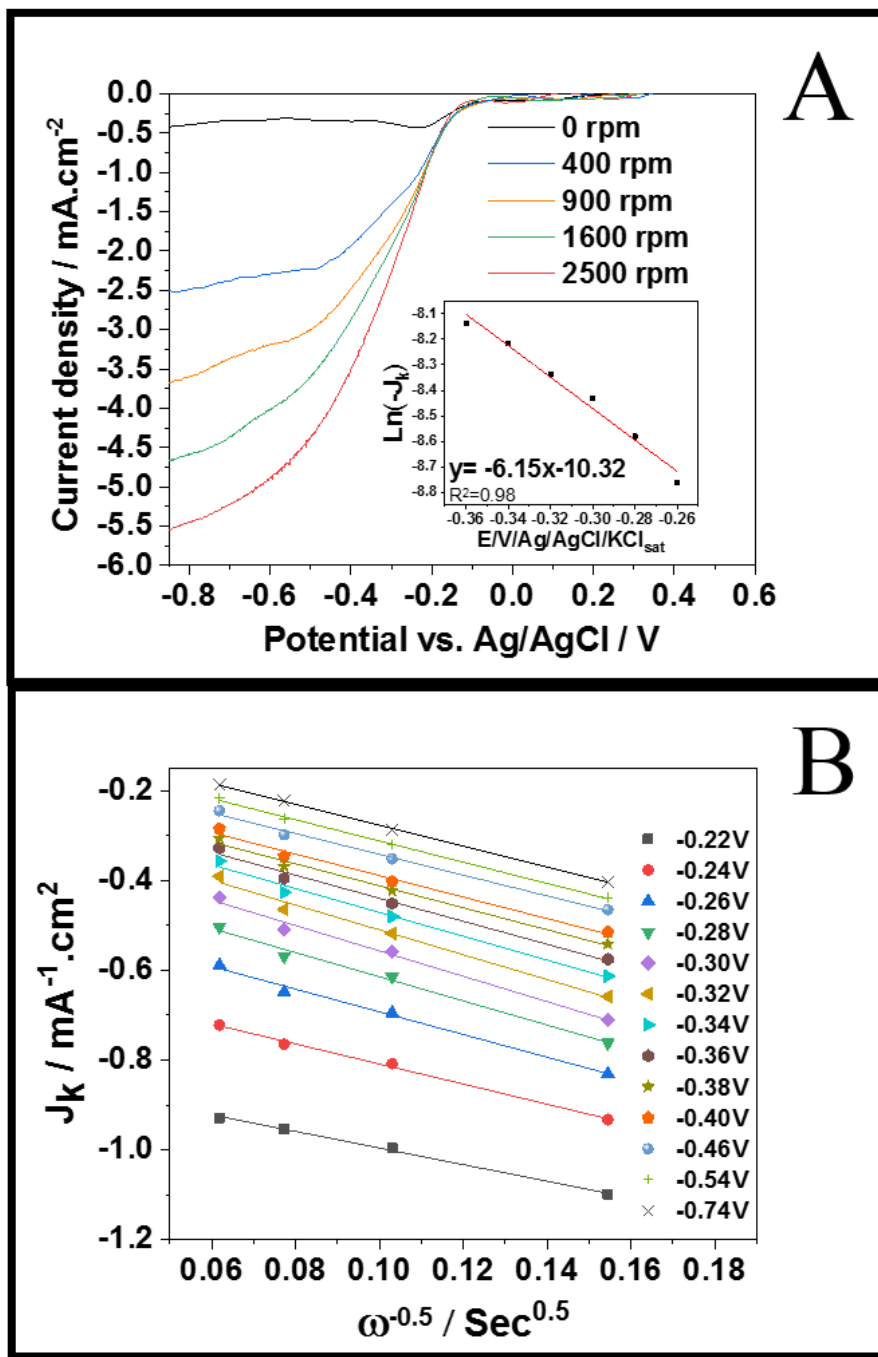 A
0.0
-0.5
-1.0
-1.5
-2.0
-2.5
-3.0
-3.5
-4.0
-4.5
-5.0
-5.5
-6.0
Current density / mA.cm⁻²
0 rpm
400 rpm
900 rpm
1600 rpm
2500 rpm
-8.1
-8.2
-8.3
-8.4
-8.5
-8.6
-8.7
-8.8
Ln(-Jₖ)
y= -6.15x-10.32
R²=0.98
-0.36 -0.34 -0.32 -0.30 -0.28 -0.26
E/V/Ag/AgCl/KCl_sat
-0.8 -0.6 -0.4 -0.2 0.0 0.2 0.4 0.6
Potential vs. Ag/AgCl / V
B
-0.2
-0.4
-0.6
-0.8
-1.0
-1.2
Jₖ / mA⁻¹.cm²
-0.22V
-0.24V
-0.26V
-0.28V
-0.30V
-0.32V
-0.34V
-0.36V
-0.38V
-0.40V
-0.46V
-0.54V
-0.74V
0.06 0.08 0.10 0.12 0.14 0.16 0.18
ω⁻⁰·⁵ / Sec⁰·⁵